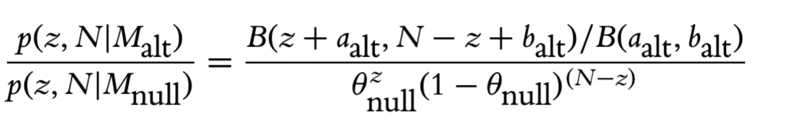 p(z, N|M_alt) / p(z, N|M_null) = B(z + a_alt, N − z + b_alt)/B(a_alt, b_alt) / θ_null^z (1 − θ_null)^(N−z)